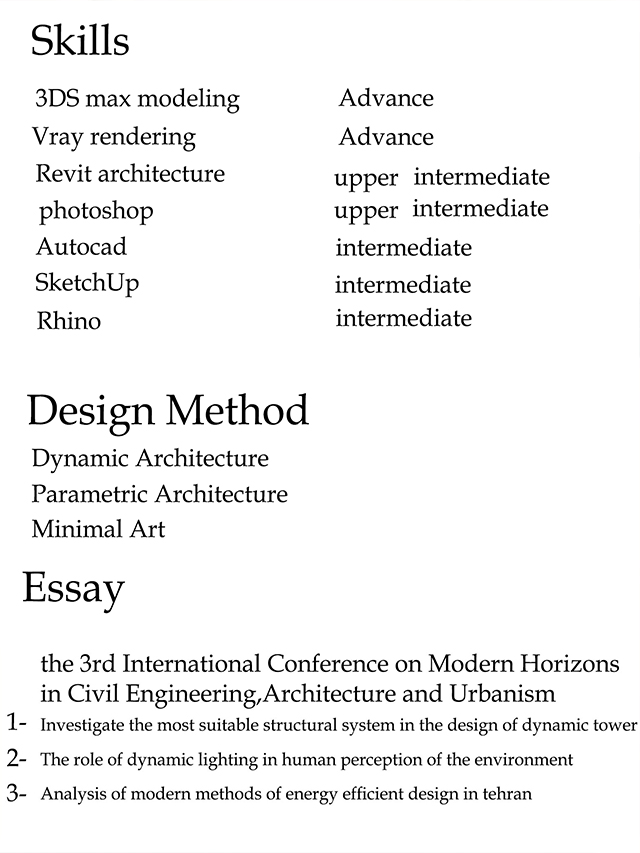 Skills
3DS max modeling Advance
Vray rendering Advance
Revit architecture upper intermediate
photoshop upper intermediate
Autocad intermediate
SketchUp intermediate
Rhino intermediate
Design Method
Dynamic Architecture
Parametric Architecture
Minimal Art
Essay
the 3rd International Conference on Modern Horizons
in Civil Engineering,Architecture and Urbanism
1- Investigate the most suitable structural system in the design of dynamic tower
2- The role of dynamic lighting in human perception of the environment
3- Analysis of modern methods of energy efficient design in tehran